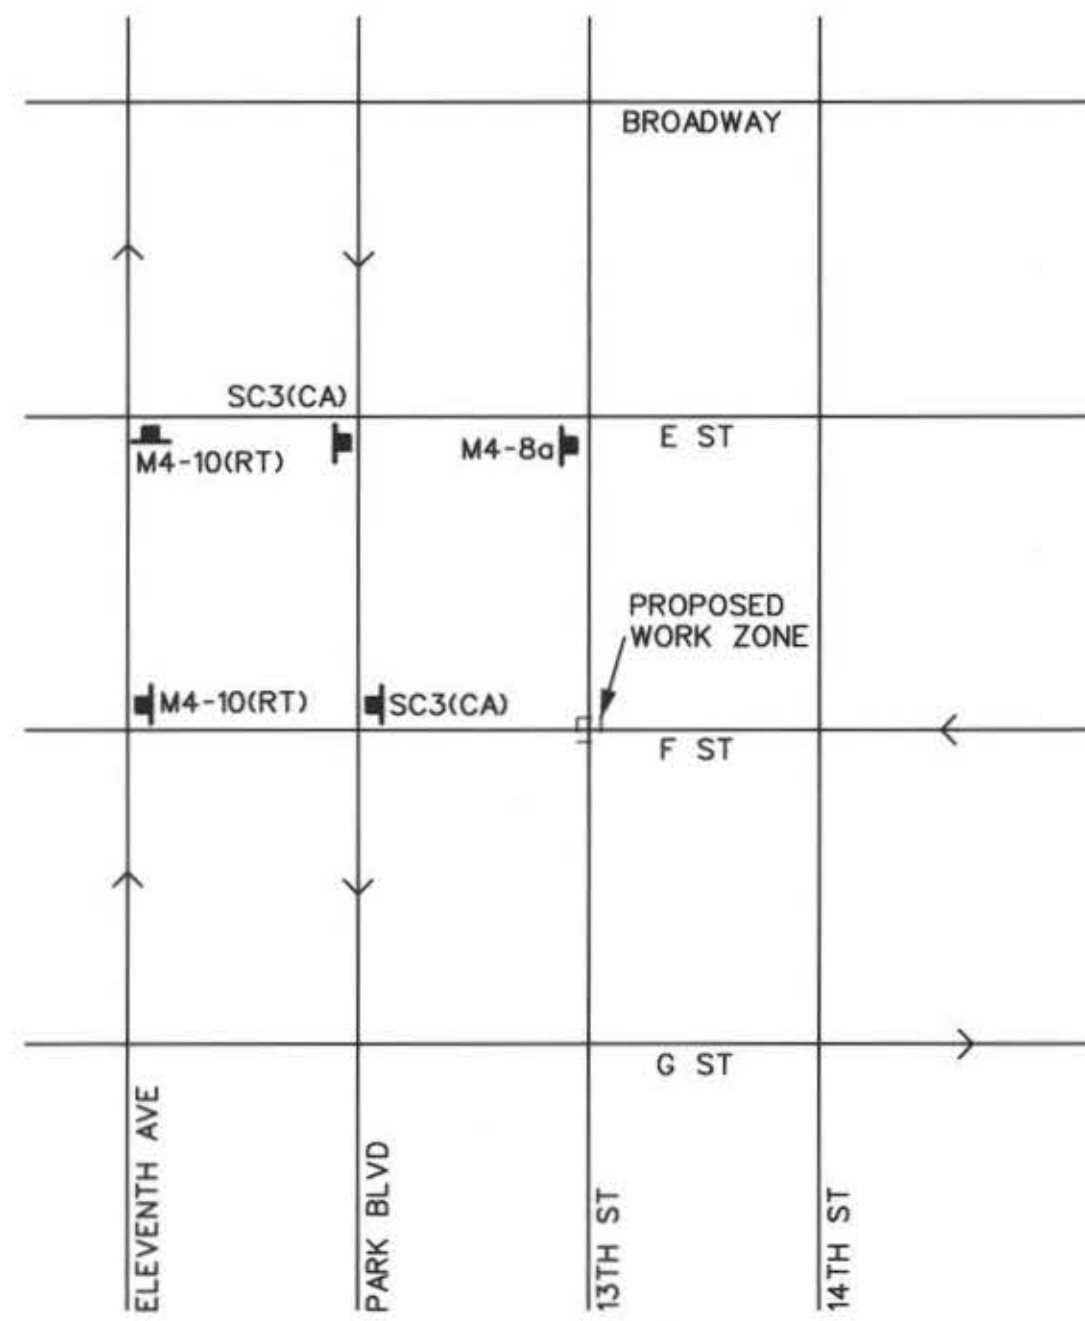 BROADWAY
SC3(CA)
E ST
M4-10(RT)
M4-8a
PROPOSED
WORK ZONE
M4-10(RT)
SC3(CA)
F ST
G ST
ELEVENTH AVE
PARK BLVD
13TH ST
14TH ST